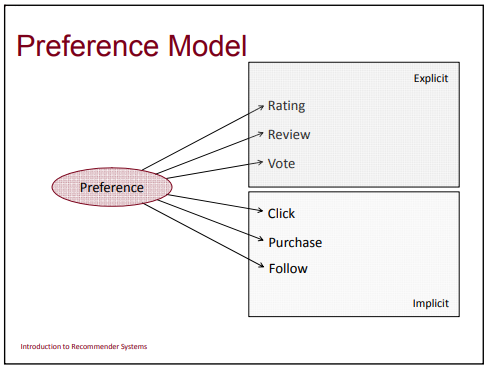 Preference Model
Explicit
Rating
Review
Vote
Preference
Click
Purchase
Follow
Implicit
Introduction to Recommender Systems